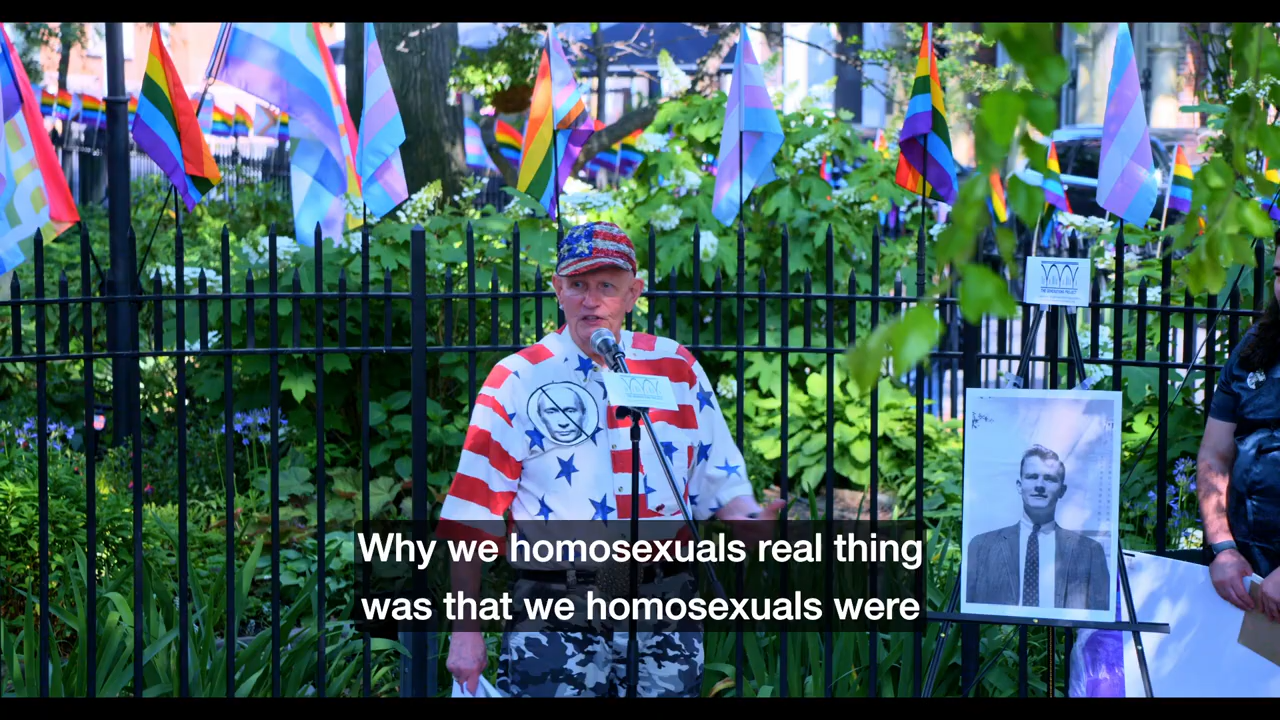 Why we homosexuals real thing
was that we homosexuals were